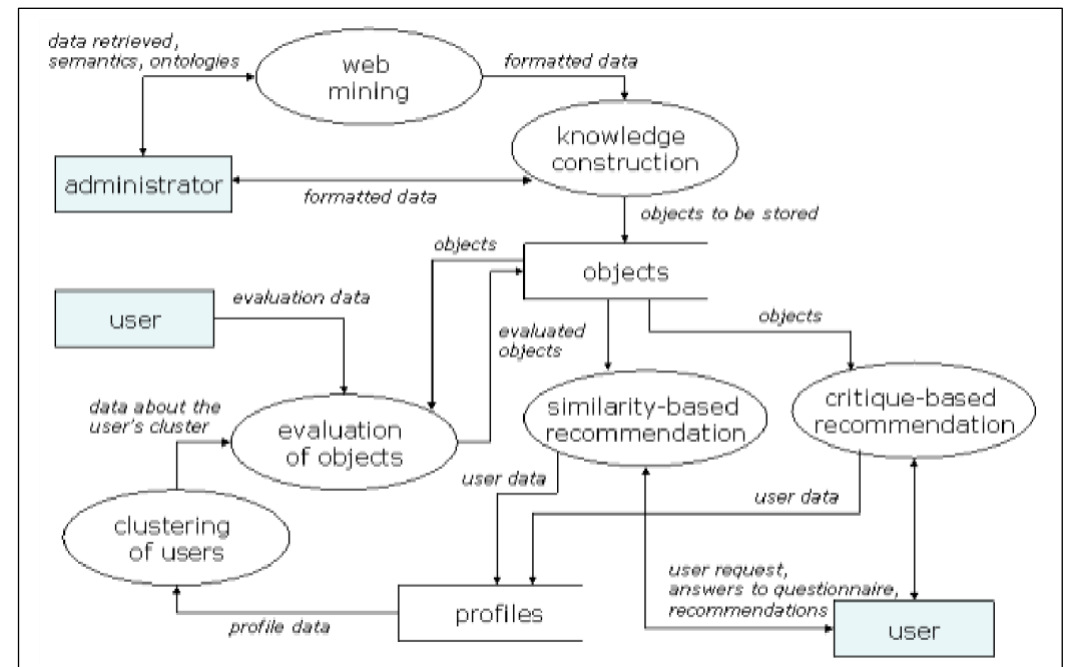 data retrieved,
semantics, ontologies
web
mining
formatted data
knowledge
construction
administrator
formatted data
objects to be stored
objects
objects
user
evaluation data
evaluated
objects
objects
data about the
user's cluster
evaluation
of objects
similarity-based
recommendation
critique-based
recommendation
user data
user data
clustering
of users
user request,
answers to questionnaire,
recommendations
profiles
profile data
user